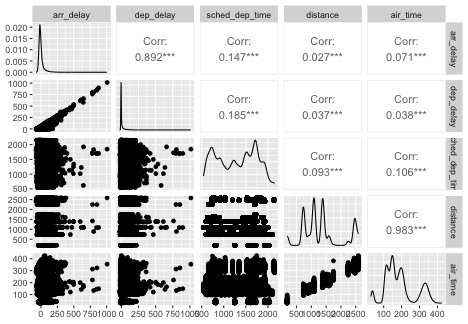 arr_delay dep_delay sched_dep_time distance air_time
0.020
0.015
0.010
0.005
0.000
Corr:
0.892***
Corr:
0.147***
Corr:
0.027***
Corr:
0.071***
arr_delay
1000
750
500
250
0
Corr:
0.185***
Corr:
0.037***
Corr:
0.038***
dep_delay
2000
1500
1000
500
Corr:
0.093***
Corr:
0.106***
ched_dep_tim
2500
2000
1500
1000
500
Corr:
0.983***
distance
400
300
200
100
air_time
0 250 500 750 1000 0 250 500 750 1000 500 1000 1500 2000 500 1000 1500 2000 2500 100 200 300 400